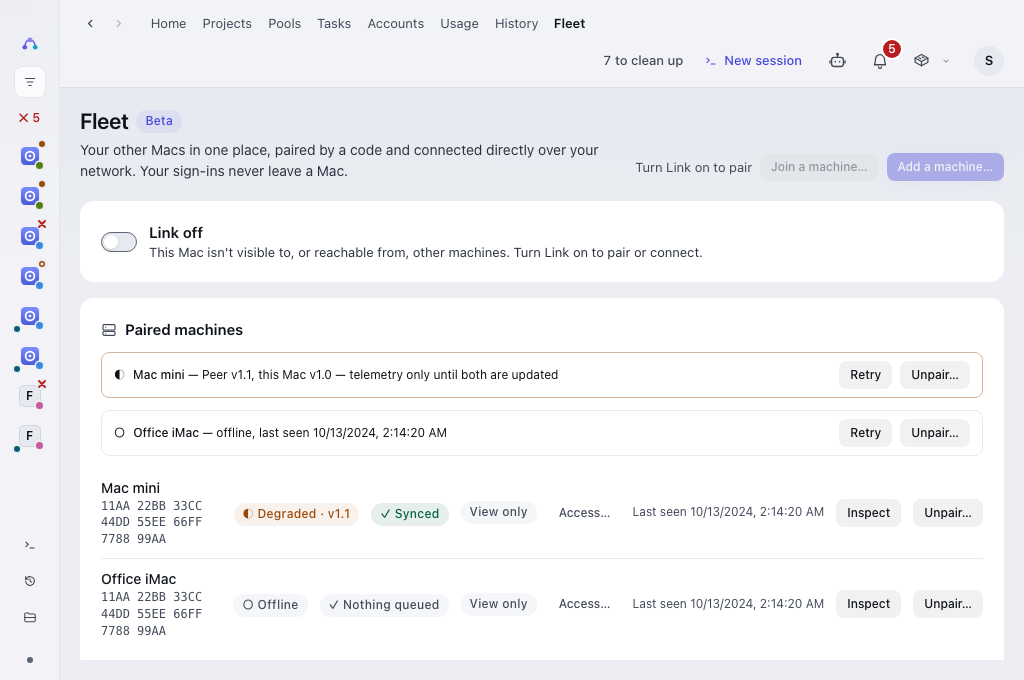 Home Projects Pools Tasks Accounts Usage History Fleet
7 to clean up New session 5 S
5
F
F
Fleet Beta
Your other Macs in one place, paired by a code and connected directly over your
network. Your sign-ins never leave a Mac.
Turn Link on to pair Join a machine... Add a machine...
Link off
This Mac isn't visible to, or reachable from, other machines. Turn Link on to pair or connect.
Paired machines
Mac mini — Peer v1.1, this Mac v1.0 — telemetry only until both are updated Retry Unpair...
Office iMac — offline, last seen 10/13/2024, 2:14:20 AM Retry Unpair...
Mac mini
11AA 22BB 33CC
44DD 55EE 66FF
7788 99AA
Degraded · v1.1 ✓ Synced View only Access... Last seen 10/13/2024, 2:14:20 AM Inspect Unpair...
Office iMac
11AA 22BB 33CC
44DD 55EE 66FF
7788 99AA
Offline ✓ Nothing queued View only Access... Last seen 10/13/2024, 2:14:20 AM Inspect Unpair...